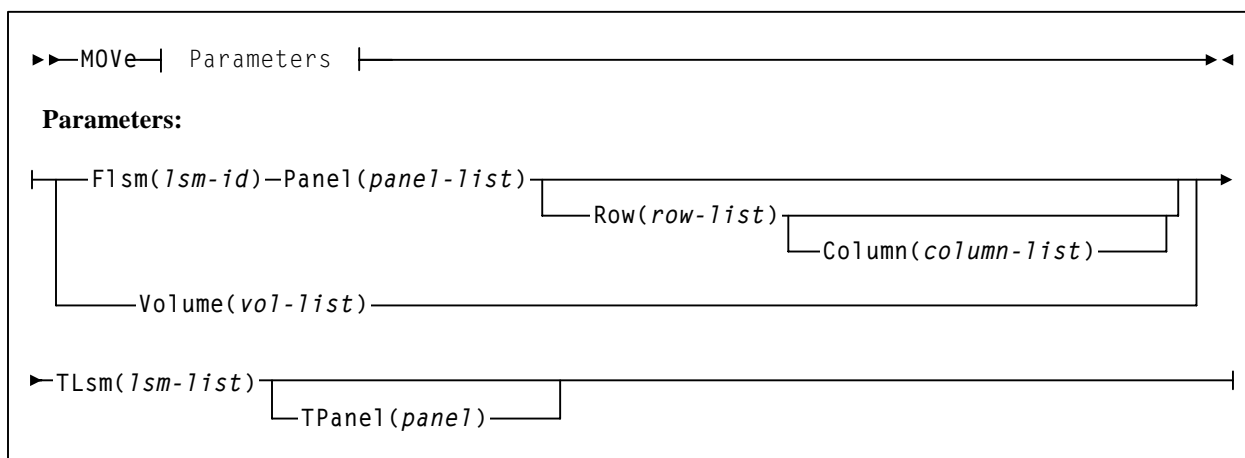 MOVe Parameters
Parameters:
Flsm(lsm-id) Panel(panel-list)
Row(row-list)
Column(column-list)
Volume(vol-list)
TLsm(lsm-list)
TPanel(panel)